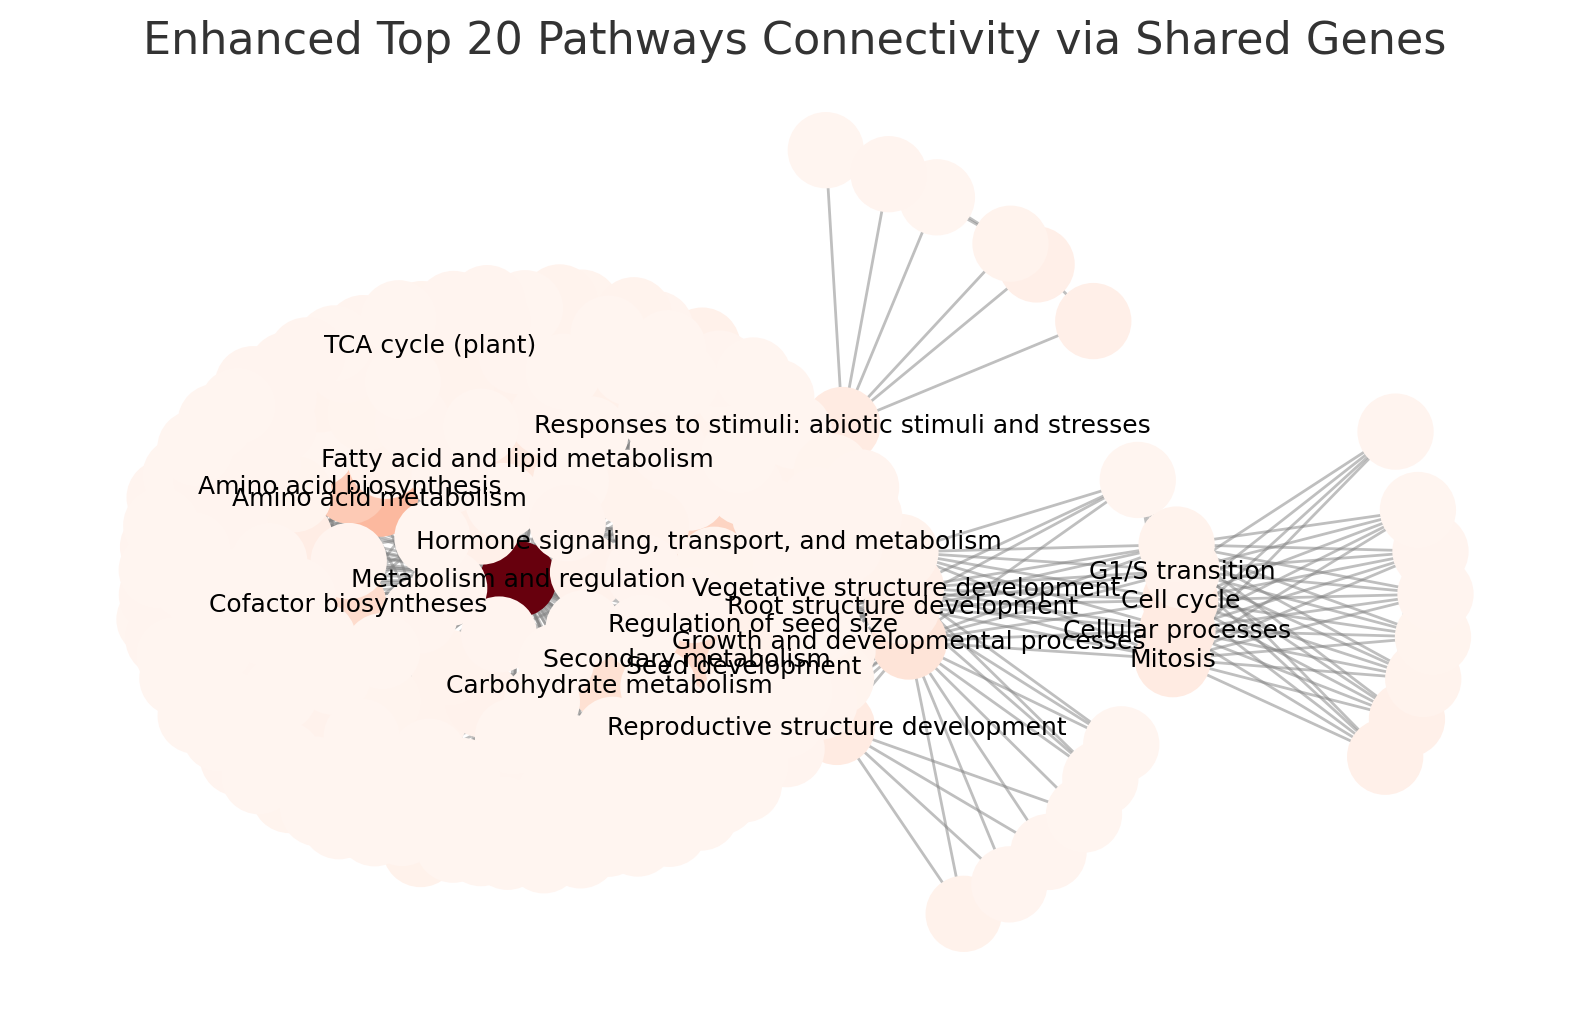 Enhanced Top 20 Pathways Connectivity via Shared Genes
TCA cycle (plant)
Responses to stimuli: abiotic stimuli and stresses
Fatty acid and lipid metabolism
Amino acid biosynthesis
Amino acid metabolism
Hormone signaling, transport, and metabolism
G1/S transition
Metabolism and regulation
Vegetative structure development
Cell cycle
Cofactor biosyntheses
Root structure development
Regulation of seed size
Cellular processes
Growth and developmental processes
Secondary metabolism
Mitosis
Seed development
Carbohydrate metabolism
Reproductive structure development